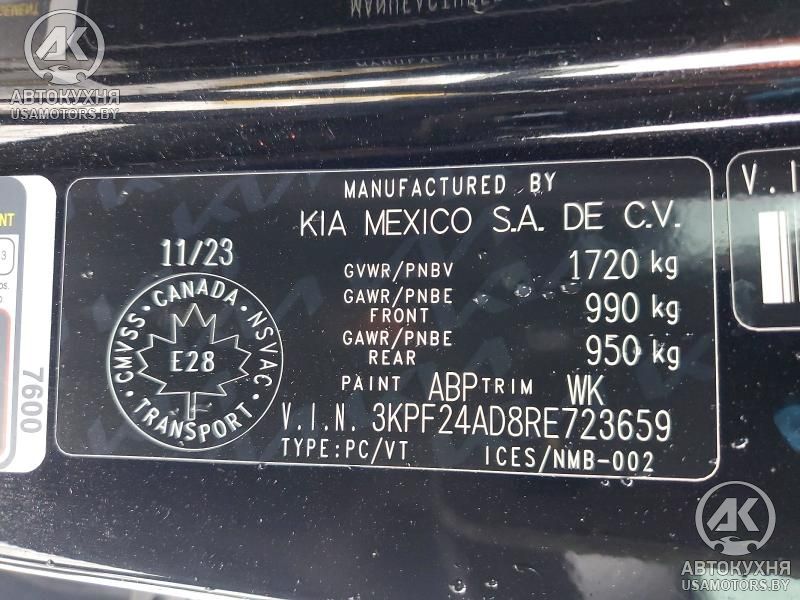 MANUFACTURED BY
АВТОКУХНЯ
USAMOTORS.BY
MANUFACTURED BY
KIA MEXICO S.A. DE C.V.
11/23
GVWR/PNBV 1720 kg
GAWR/PNBE FRONT 990 kg
GAWR/PNBE REAR 950 kg
PAINT ABP TRIM WK
V.I.N. 3KPF24AD8RE723659
TYPE:PC/VT ICES/NMB-002
CANADA
CMVSS · NSVAC
E28
TRANSPORT
7600
V.I
АВТОКУХНЯ
USAMOTORS.BY